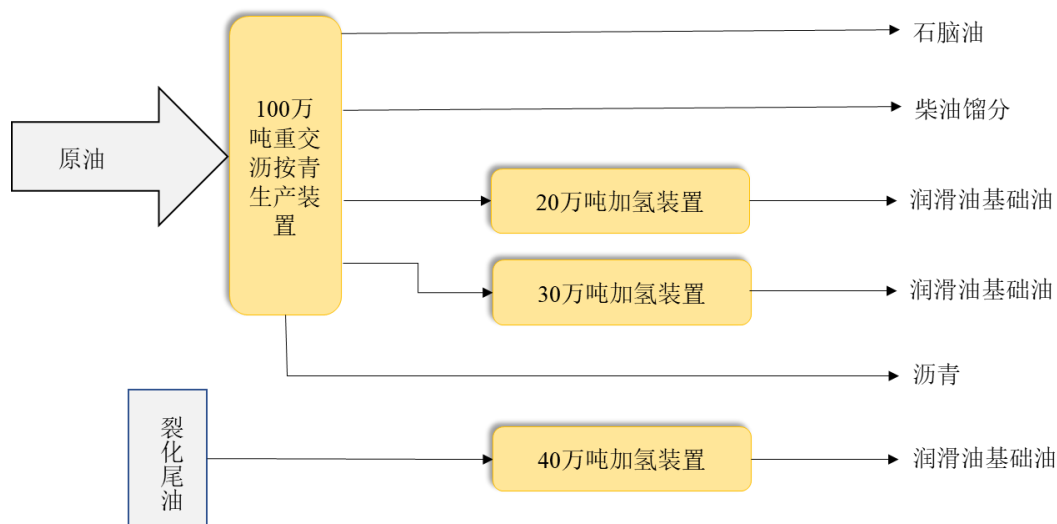 石脑油
100万
吨重交
沥按青
生产装
置
柴油馏分
原油
20万吨加氢装置
润滑油基础油
30万吨加氢装置
润滑油基础油
沥青
裂
化
尾
油
40万吨加氢装置
润滑油基础油